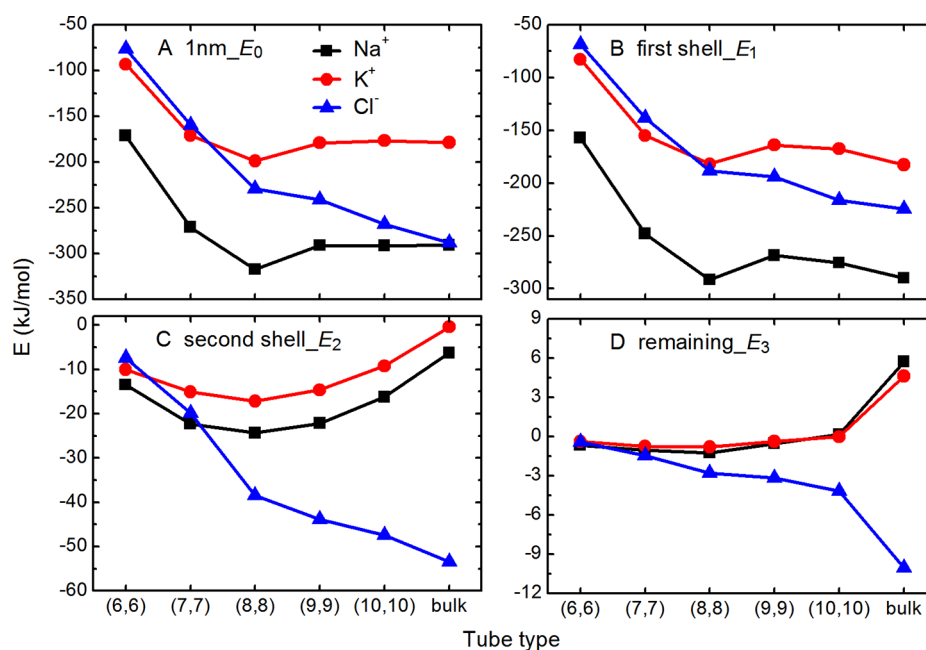 A 1nm_E₀
Na⁺
K⁺
Cl⁻
-50
-100
-150
-200
-250
-300
-350
B first shell_E₁
-50
-100
-150
-200
-250
-300
E (kJ/mol)
C second shell_E₂
0
-10
-20
-30
-40
-50
-60
(6,6) (7,7) (8,8) (9,9) (10,10) bulk
D remaining_E₃
9
6
3
0
-3
-6
-9
-12
(6,6) (7,7) (8,8) (9,9) (10,10) bulk
Tube type